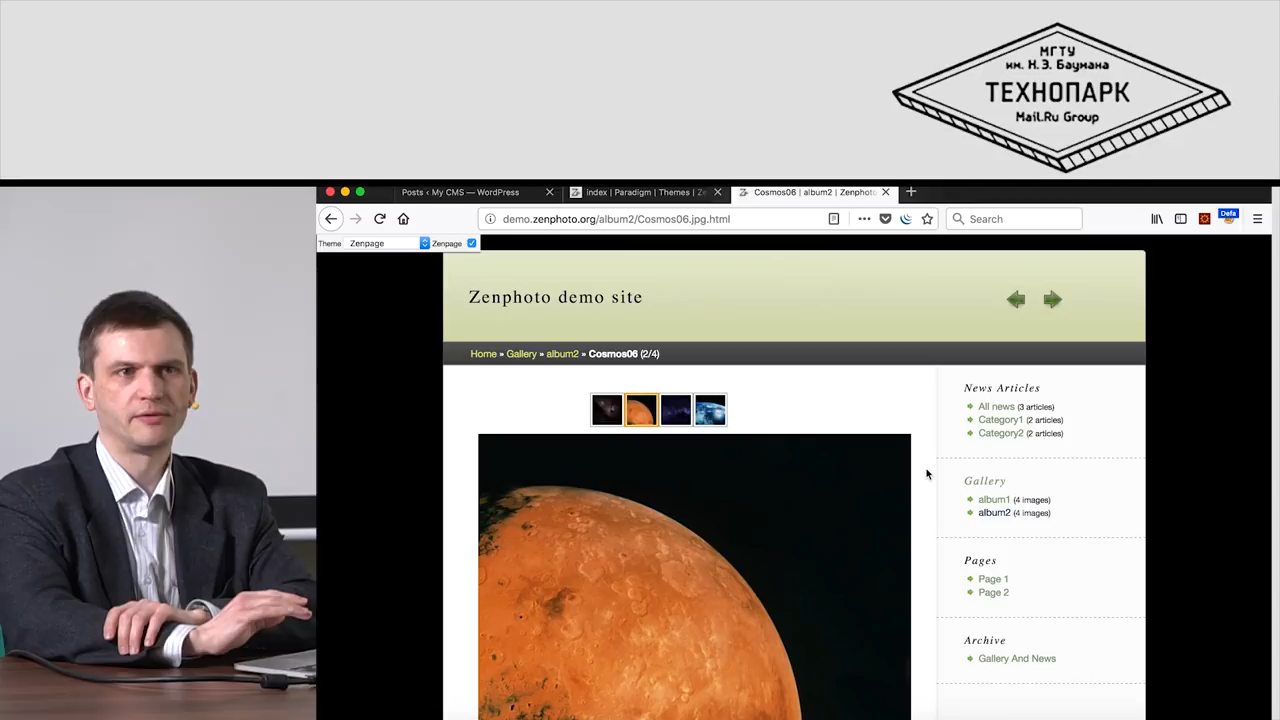 МГТУ
им. Н.Э. Баумана
ТЕХНОПАРК
Mail.Ru Group
Posts ‹ My CMS — WordPress
Index | Paradigm | Themes | Ze
Cosmos06 | album2 | Zenphoto
demo.zenphoto.org/album2/Cosmos06.jpg.html
Search
Defa
Theme Zenpage Zenpage
Zenphoto demo site
Home » Gallery » album2 » Cosmos06 (2/4)
News Articles
All news (3 articles)
Category1 (2 articles)
Category2 (2 articles)
Gallery
album1 (4 images)
album2 (4 images)
Pages
Page 1
Page 2
Archive
Gallery And News